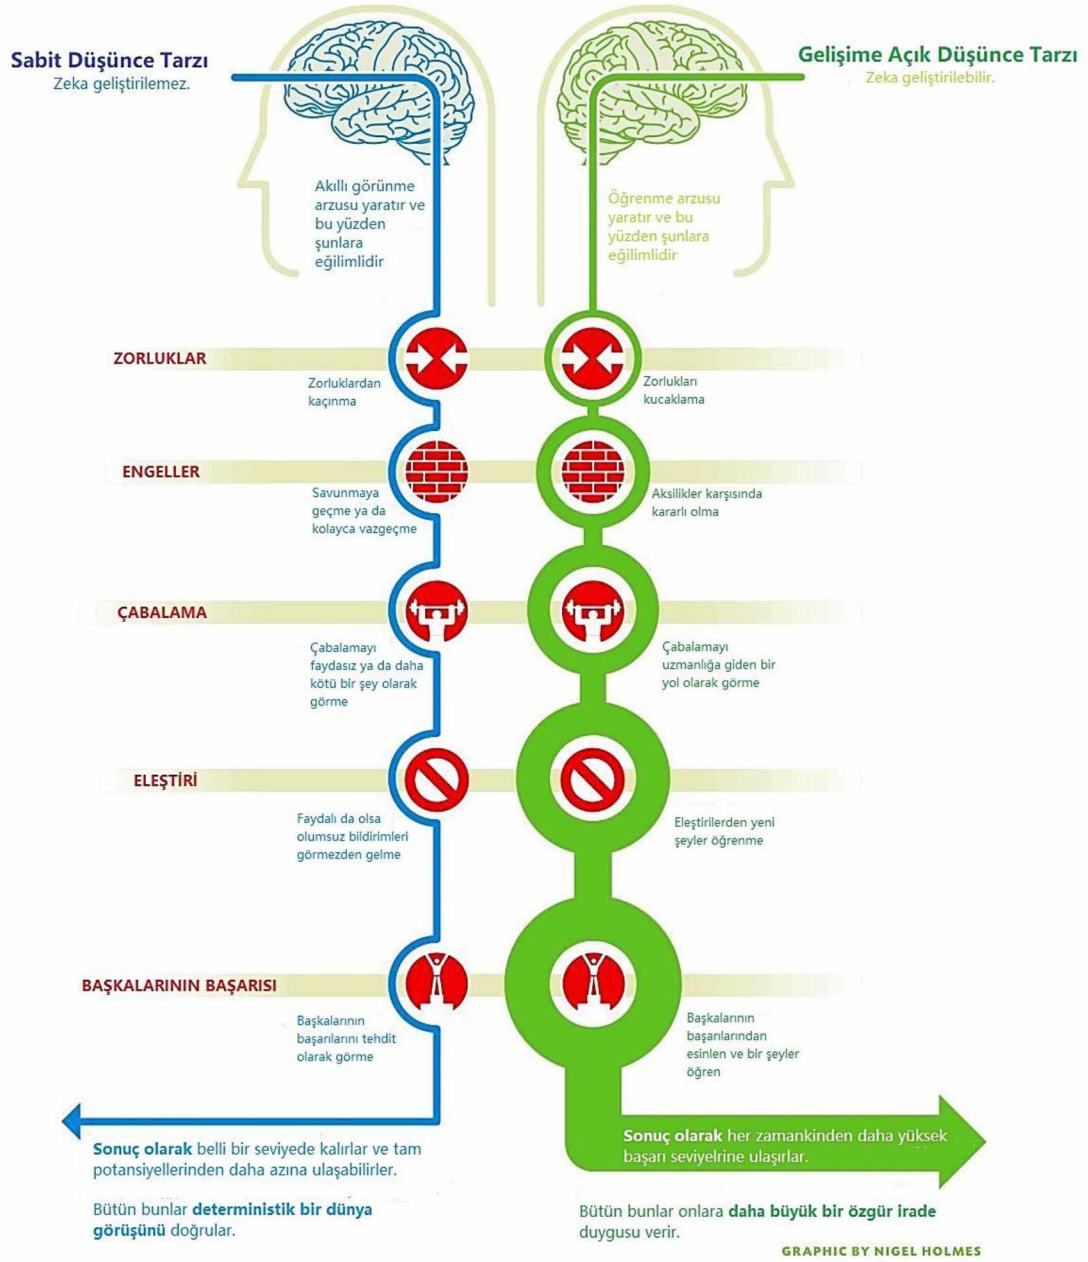 Sabit Düşünce Tarzı
Zeka geliştirilemez.
Gelişime Açık Düşünce Tarzı
Zeka geliştirilebilir.
Akıllı görünme
arzusu yaratır ve
bu yüzden
şunlara
eğilimlidir
Öğrenme arzusu
yaratır ve bu
yüzden şunlara
eğilimlidir
ZORLUKLAR
Zorluklardan
kaçınma
Zorlukları
kucaklama
ENGELLER
Savunmaya
geçme ya da
kolayca vazgeçme
Aksilikler karşısında
kararlı olma
ÇABALAMA
Çabalamayı
faydasız ya da daha
kötü bir şey olarak
görme
Çabalamayı
uzmanlığa giden bir
yol olarak görme
ELEŞTİRİ
Faydalı da olsa
olumsuz bildirimleri
görmezden gelme
Eleştirilerden yeni
şeyler öğrenme
BAŞKALARININ BAŞARISI
Başkalarının
başarılarını tehdit
olarak görme
Başkalarının
başarılarından
esinlen ve bir şeyler
öğren
Sonuç olarak belli bir seviyede kalırlar ve tam
potansiyellerinden daha azına ulaşabilirler.
Bütün bunlar deterministik bir dünya
görüşünü doğrular.
Sonuç olarak her zamankinden daha yüksek
başarı seviyelrine ulaşırlar.
Bütün bunlar onlara daha büyük bir özgür irade
duygusu verir.
GRAPHIC BY NIGEL HOLMES